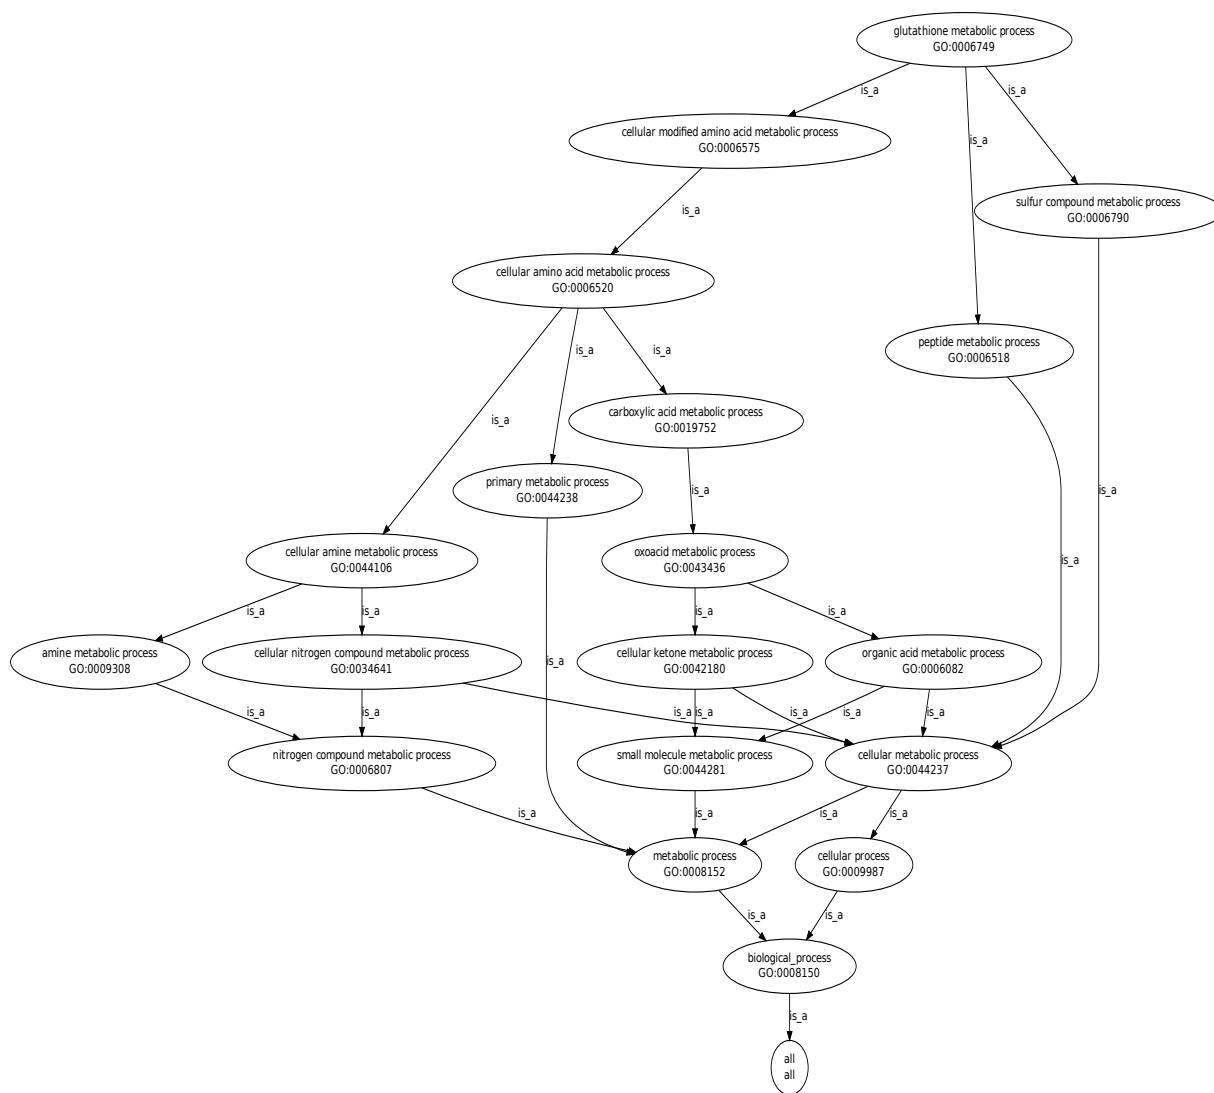 glutathione metabolic process
GO:0006749
is_a
is_a
is_a
cellular modified amino acid metabolic process
GO:0006575
sulfur compound metabolic process
GO:0006790
is_a
cellular amino acid metabolic process
GO:0006520
peptide metabolic process
GO:0006518
is_a
is_a
is_a
carboxylic acid metabolic process
GO:0019752
primary metabolic process
GO:0044238
is_a
is_a
cellular amine metabolic process
GO:0044106
oxoacid metabolic process
GO:0043436
is_a
is_a
is_a
is_a
is_a
amine metabolic process
GO:0009308
cellular nitrogen compound metabolic process
GO:0034641
is_a
cellular ketone metabolic process
GO:0042180
organic acid metabolic process
GO:0006082
is_a
is_a
is_a
is_a
is_a
is_a
is_a
nitrogen compound metabolic process
GO:0006807
small molecule metabolic process
GO:0044281
cellular metabolic process
GO:0044237
is_a
is_a
is_a
is_a
metabolic process
GO:0008152
cellular process
GO:0009987
is_a
is_a
biological_process
GO:0008150
is_a
all
all